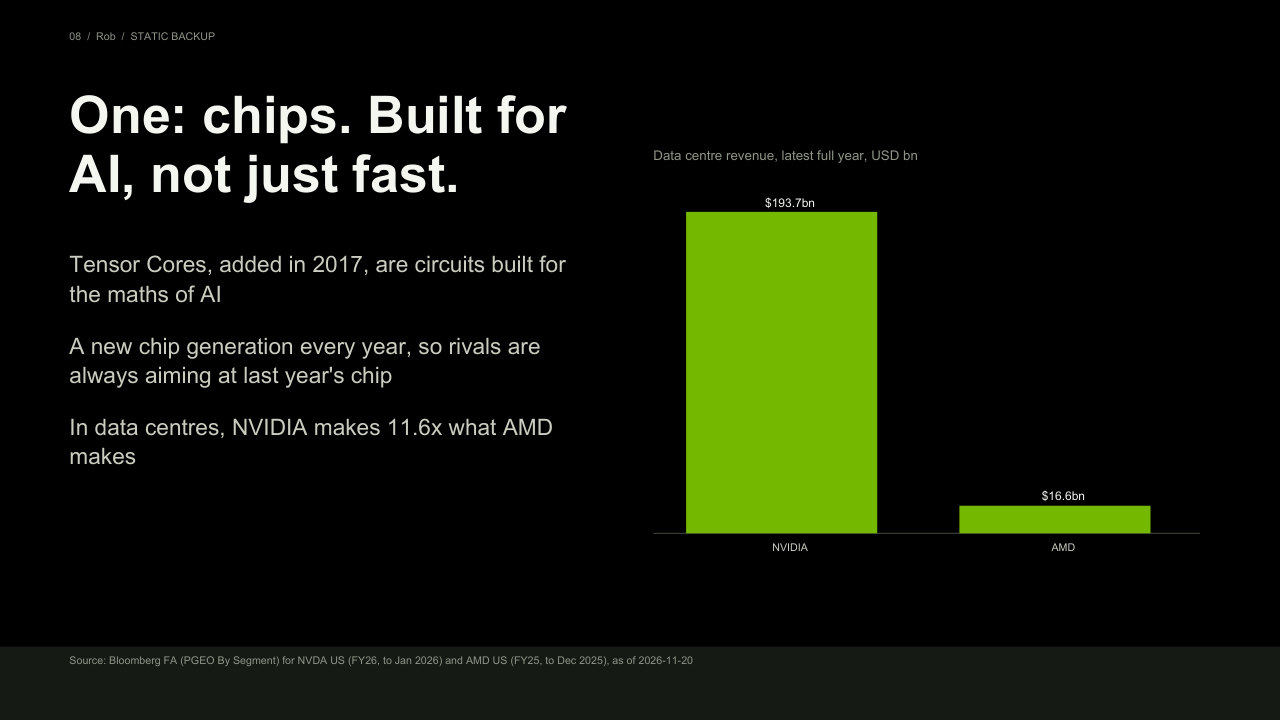 08 / Rob / STATIC BACKUP
One: chips. Built for
AI, not just fast.
Tensor Cores, added in 2017, are circuits built for
the maths of AI
A new chip generation every year, so rivals are
always aiming at last year's chip
In data centres, NVIDIA makes 11.6x what AMD
makes
Data centre revenue, latest full year, USD bn
$193.7bn
$16.6bn
NVIDIA
AMD
Source: Bloomberg FA (PGEO By Segment) for NVDA US (FY26, to Jan 2026) and AMD US (FY25, to Dec 2025), as of 2026-11-20